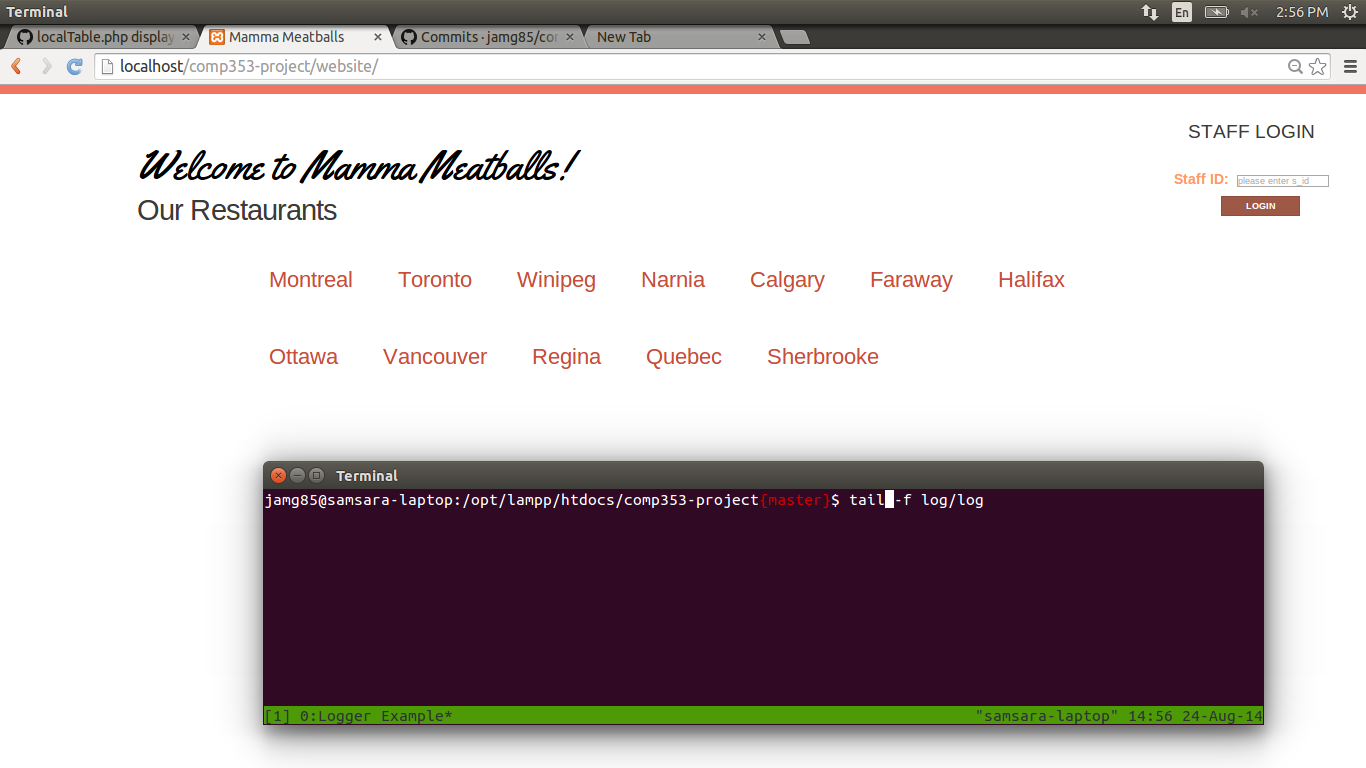 Terminal
En
2:56 PM
localTable.php display
Mamma Meatballs
Commits · jamg85/co
New Tab
localhost/comp353-project/website/
STAFF LOGIN
Welcome to Mamma Meatballs!
Staff ID: please enter s_id
LOGIN
Our Restaurants
Montreal Toronto Winipeg Narnia Calgary Faraway Halifax
Ottawa Vancouver Regina Quebec Sherbrooke
Terminal
jamg85@samsara-laptop:/opt/lampp/htdocs/comp353-project{master}$ tail -f log/log
[1] 0:Logger Example* "samsara-laptop" 14:56 24-Aug-14